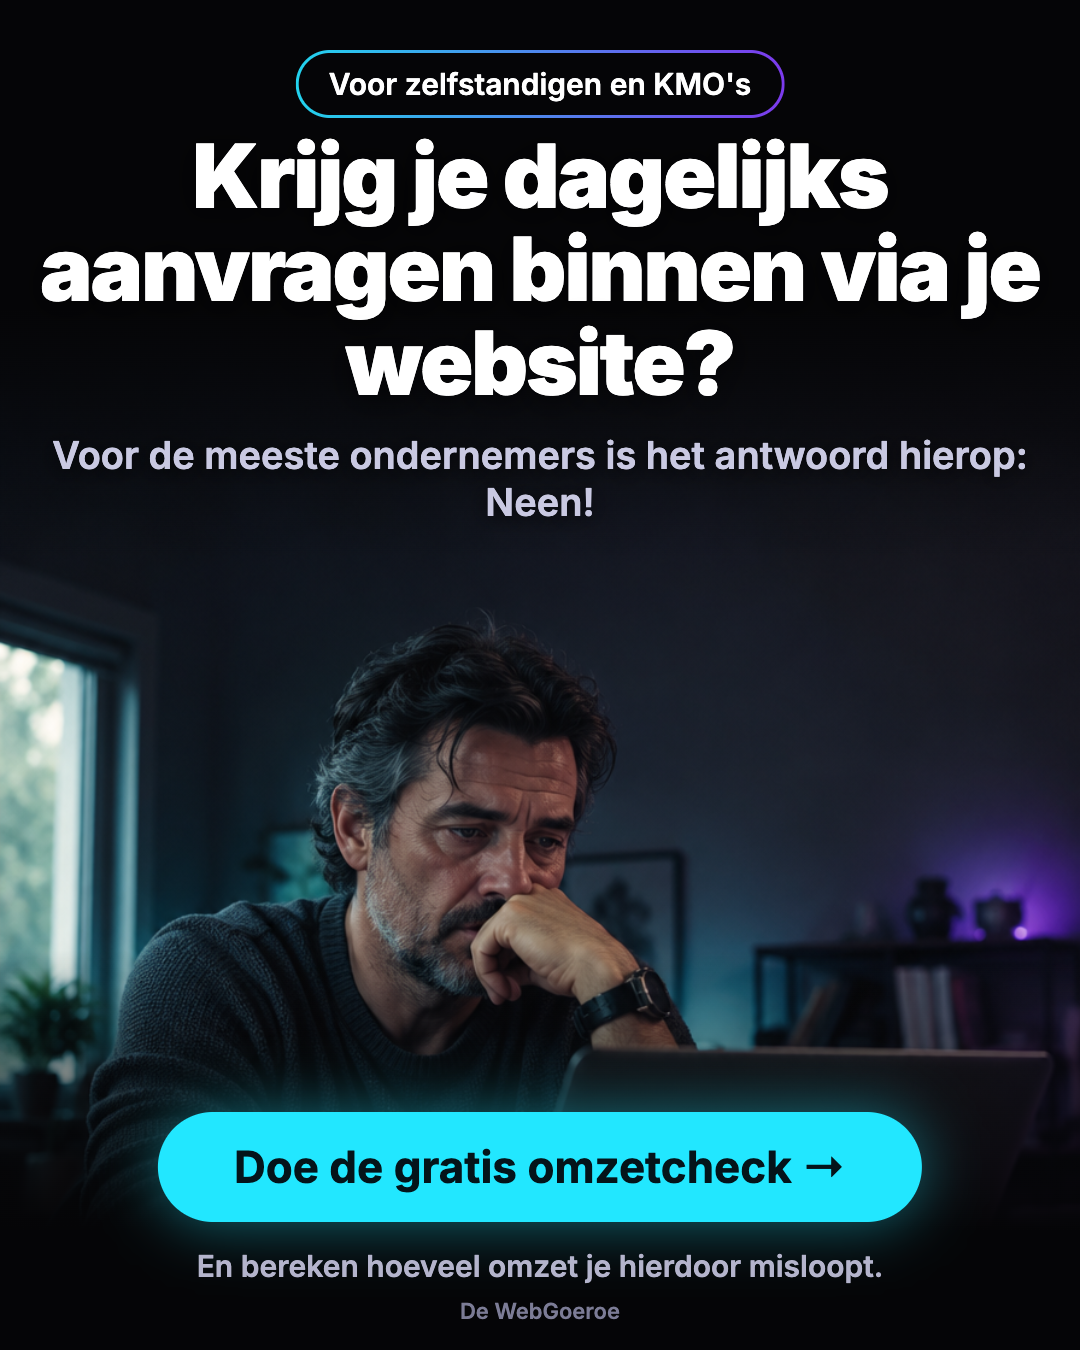 Voor zelfstandigen en KMO's
Krijg je dagelijks
aanvragen binnen via je
website?
Voor de meeste ondernemers is het antwoord hierop:
Neen!
Doe de gratis omzetcheck →
En bereken hoeveel omzet je hierdoor misloopt.
De WebGoeroe